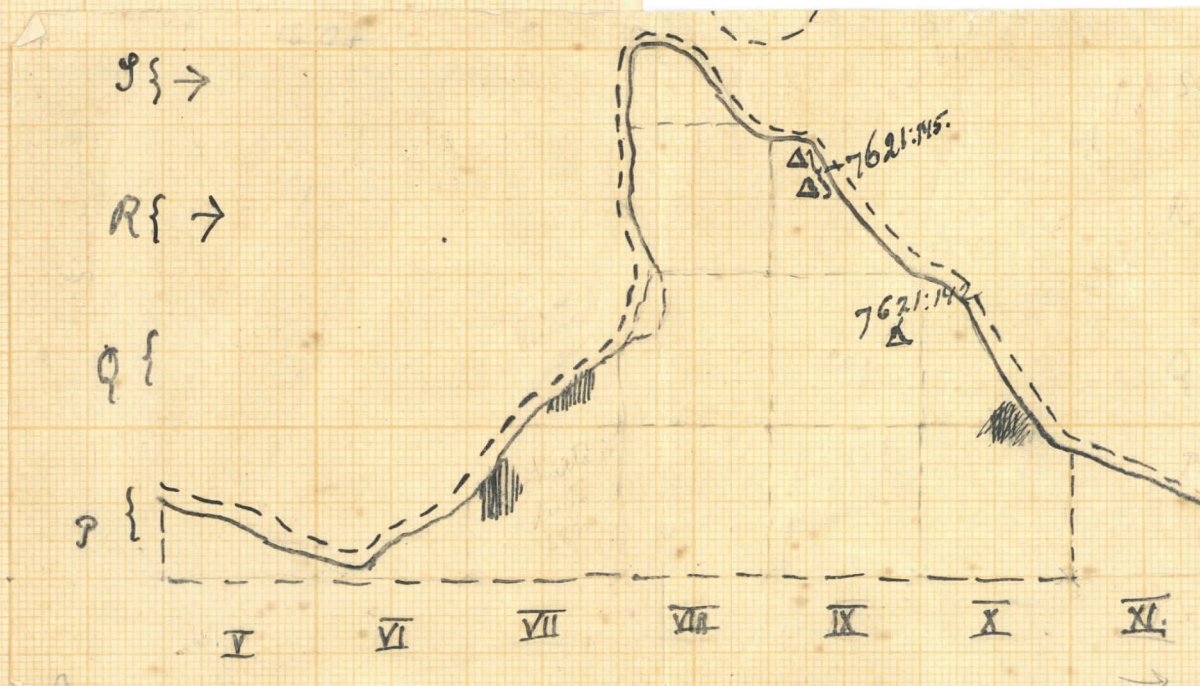 S{ →
7621:145.
R{ →
7621:14
Q {
P {
V VI VII VIII IX X XI.